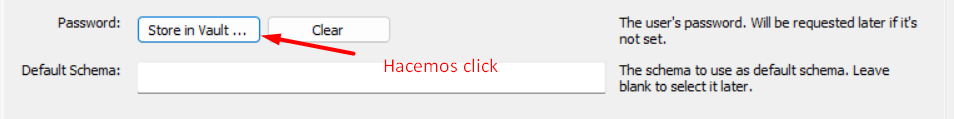 Password:
Store in Vault ...
Clear
The user's password. Will be requested later if it's
not set.
Hacemos click
Default Schema:
The schema to use as default schema. Leave
blank to select it later.